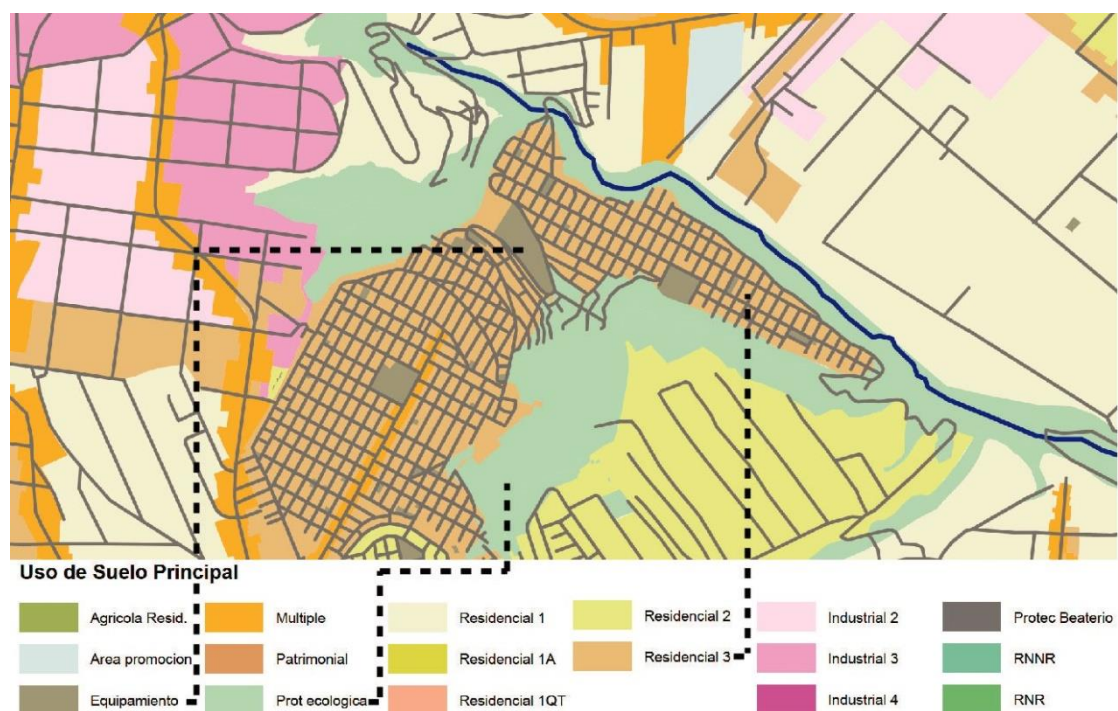 Uso de Suelo Principal
Agricola Resid.
Multiple
Residencial 1
Residencial 2
Industrial 2
Protec Beaterio
Area promocion
Patrimonial
Residencial 1A
Residencial 3
Industrial 3
RNNR
Equipamiento
Prot ecologica
Residencial 1QT
Industrial 4
RNR